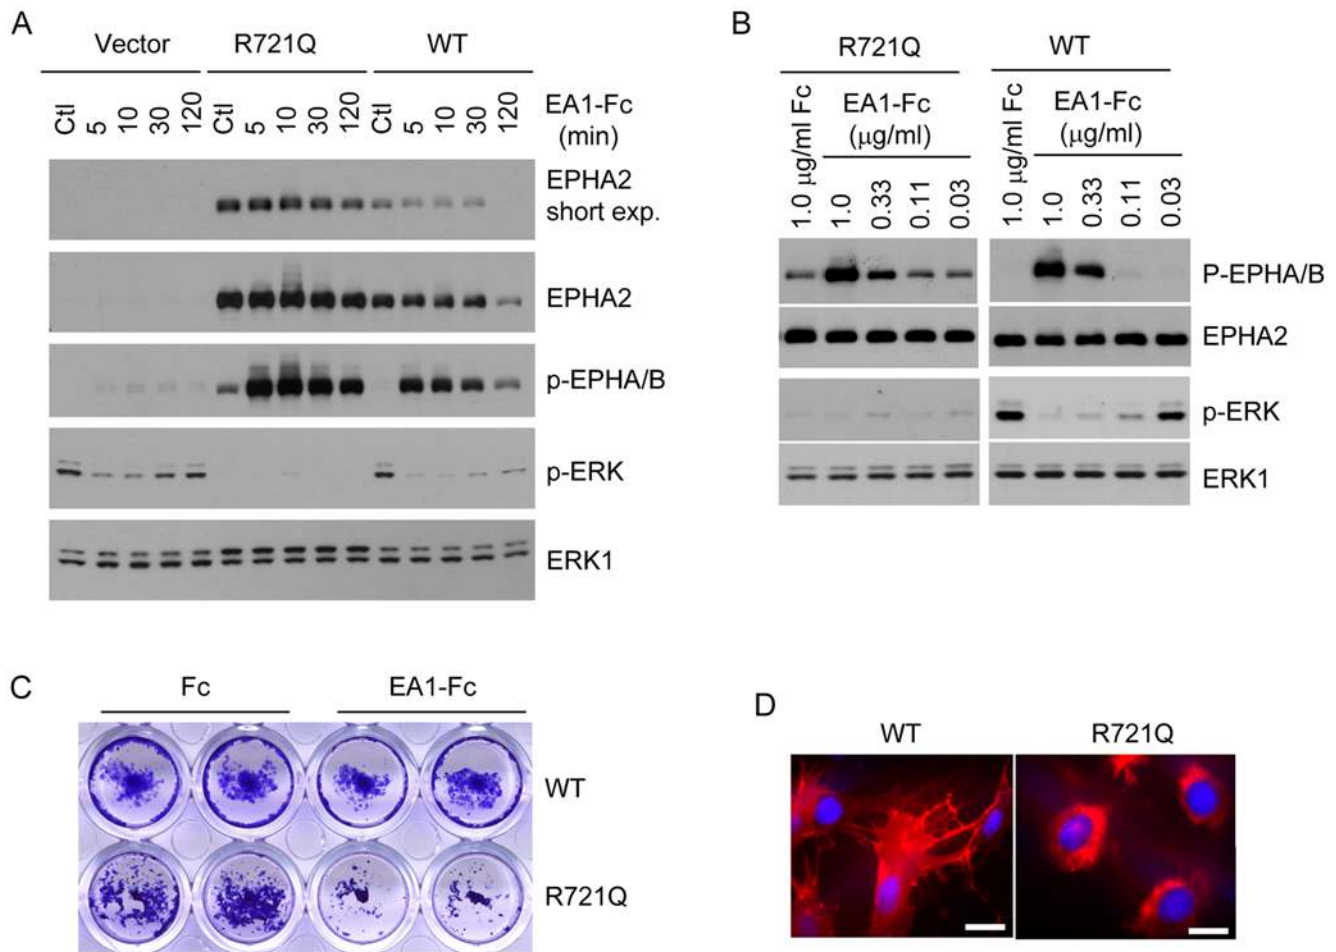 A
Vector R721Q WT
Ctl 5 10 30 120 Ctl 5 10 30 120 Ctl 5 10 30 120
EA1-Fc
(min)
EPHA2
short exp.
EPHA2
p-EPHA/B
p-ERK
ERK1
B
R721Q WT
1.0 µg/ml Fc
EA1-Fc
(µg/ml)
1.0 0.33 0.11 0.03
1.0 µg/ml Fc
EA1-Fc
(µg/ml)
1.0 0.33 0.11 0.03
P-EPHA/B
EPHA2
p-ERK
ERK1
C
Fc EA1-Fc
WT
R721Q
D
WT R721Q